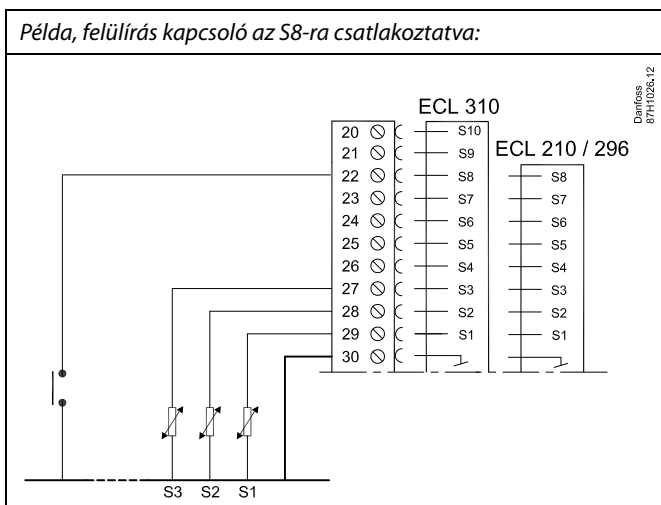 Példa, felülírás kapcsoló az S8-ra csatlakoztatva:
Danfoss
87H1026.12
ECL 310
ECL 210 / 296
20 S10
21 S9
22 S8 S8
23 S7 S7
24 S6 S6
25 S5 S5
26 S4 S4
27 S3 S3
28 S2 S2
29 S1 S1
30
S3 S2 S1